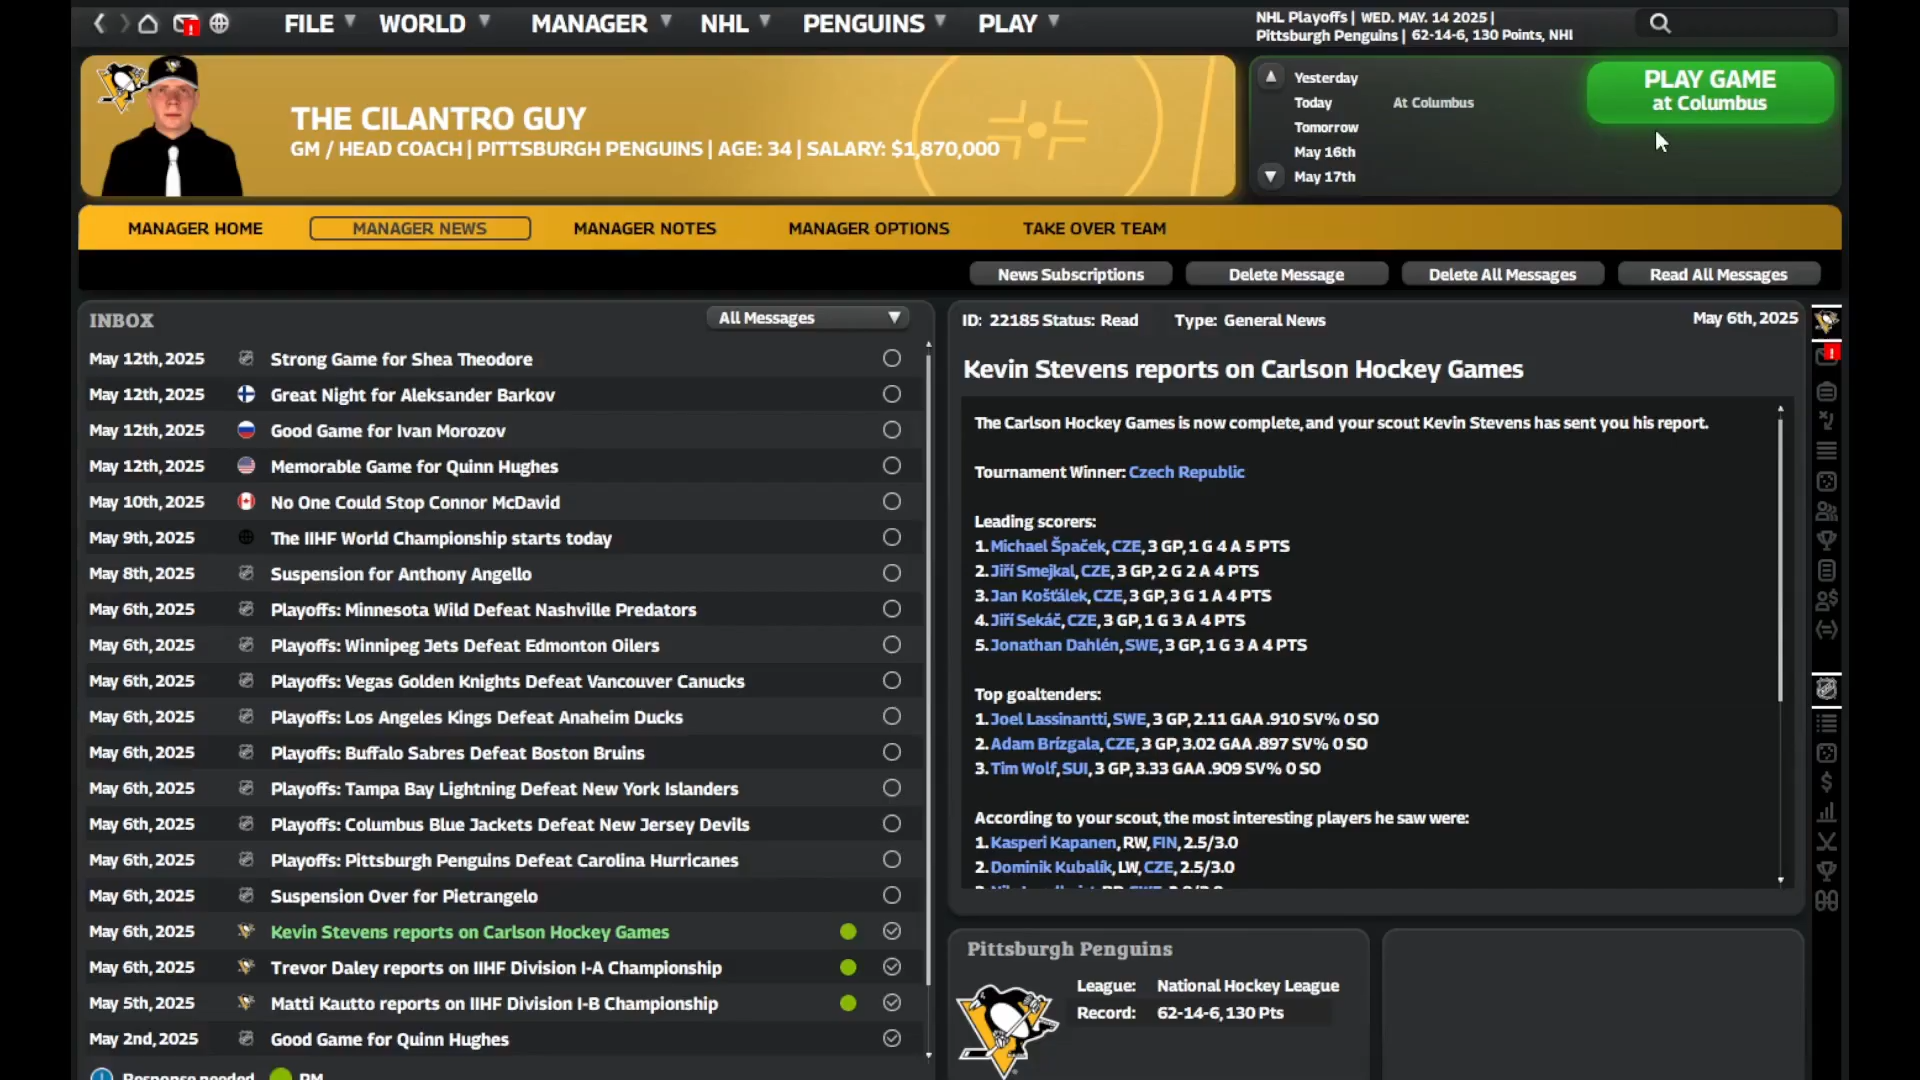 FILE WORLD MANAGER NHL PENGUINS PLAY
NHL Playoffs | WED. MAY. 14 2025 |
Pittsburgh Penguins | 62-14-6, 130 Points, NHI
THE CILANTRO GUY
GM / HEAD COACH | PITTSBURGH PENGUINS | AGE: 34 | SALARY: $1,870,000
Yesterday
Today At Columbus
Tomorrow
May 16th
May 17th
PLAY GAME
at Columbus
MANAGER HOME MANAGER NEWS MANAGER NOTES MANAGER OPTIONS TAKE OVER TEAM
News Subscriptions Delete Message Delete All Messages Read All Messages
INBOX All Messages
May 12th, 2025 Strong Game for Shea Theodore
May 12th, 2025 Great Night for Aleksander Barkov
May 12th, 2025 Good Game for Ivan Morozov
May 12th, 2025 Memorable Game for Quinn Hughes
May 10th, 2025 No One Could Stop Connor McDavid
May 9th, 2025 The IIHF World Championship starts today
May 8th, 2025 Suspension for Anthony Angello
May 6th, 2025 Playoffs: Minnesota Wild Defeat Nashville Predators
May 6th, 2025 Playoffs: Winnipeg Jets Defeat Edmonton Oilers
May 6th, 2025 Playoffs: Vegas Golden Knights Defeat Vancouver Canucks
May 6th, 2025 Playoffs: Los Angeles Kings Defeat Anaheim Ducks
May 6th, 2025 Playoffs: Buffalo Sabres Defeat Boston Bruins
May 6th, 2025 Playoffs: Tampa Bay Lightning Defeat New York Islanders
May 6th, 2025 Playoffs: Columbus Blue Jackets Defeat New Jersey Devils
May 6th, 2025 Playoffs: Pittsburgh Penguins Defeat Carolina Hurricanes
May 6th, 2025 Suspension Over for Pietrangelo
May 6th, 2025 Kevin Stevens reports on Carlson Hockey Games
May 6th, 2025 Trevor Daley reports on IIHF Division I-A Championship
May 5th, 2025 Matti Kautto reports on IIHF Division I-B Championship
May 2nd, 2025 Good Game for Quinn Hughes
Response needed PM
ID: 22185 Status: Read Type: General News May 6th, 2025
Kevin Stevens reports on Carlson Hockey Games
The Carlson Hockey Games is now complete, and your scout Kevin Stevens has sent you his report.
Tournament Winner: Czech Republic
Leading scorers:
1. Michael Špaček, CZE, 3 GP, 1 G 4 A 5 PTS
2. Jiří Smejkal, CZE, 3 GP, 2 G 2 A 4 PTS
3. Jan Košťálek, CZE, 3 GP, 3 G 1 A 4 PTS
4. Jiří Sekáč, CZE, 3 GP, 1 G 3 A 4 PTS
5. Jonathan Dahlén, SWE, 3 GP, 1 G 3 A 4 PTS
Top goaltenders:
1. Joel Lassinantti, SWE, 3 GP, 2.11 GAA .910 SV% 0 SO
2. Adam Brízgala, CZE, 3 GP, 3.02 GAA .897 SV% 0 SO
3. Tim Wolf, SUI, 3 GP, 3.33 GAA .909 SV% 0 SO
According to your scout, the most interesting players he saw were:
1. Kasperi Kapanen, RW, FIN, 2.5/3.0
2. Dominik Kubalík, LW, CZE, 2.5/3.0
Pittsburgh Penguins
League: National Hockey League
Record: 62-14-6, 130 Pts